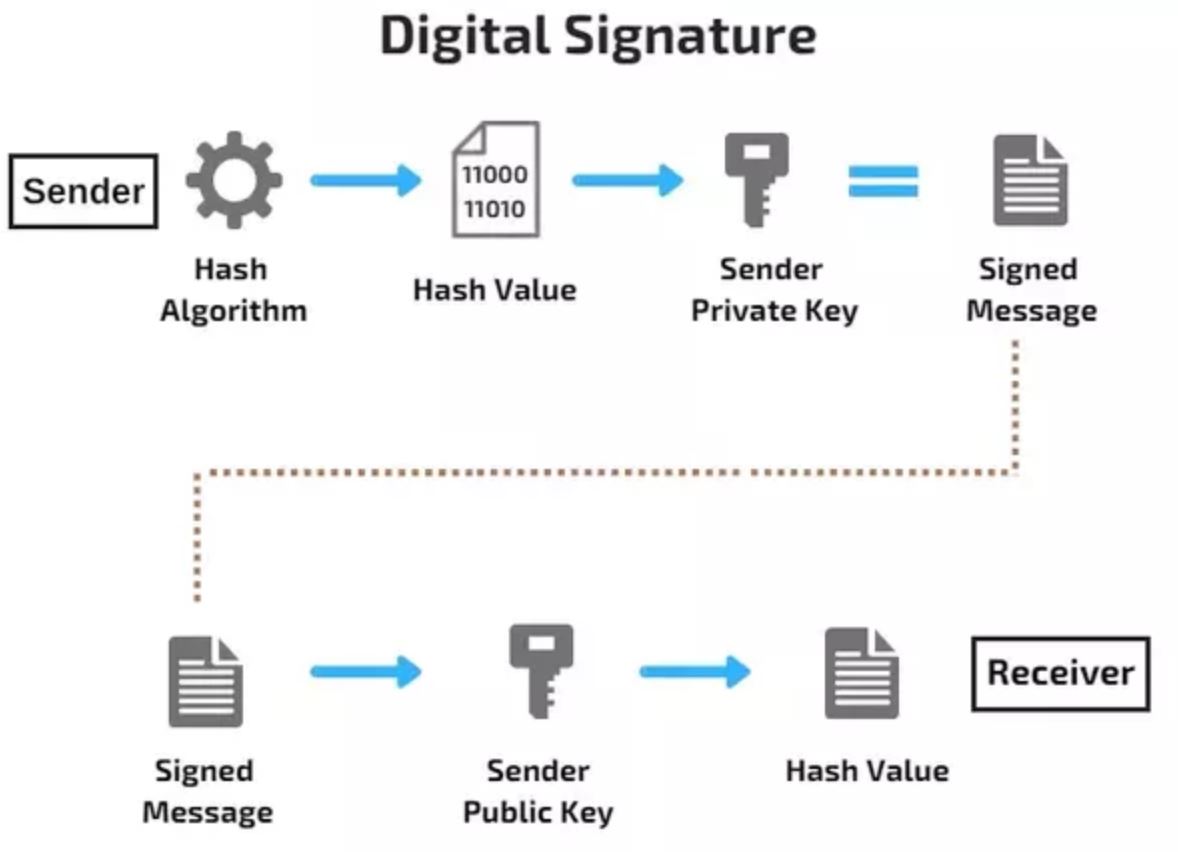 Digital Signature
Sender
11000
11010
Hash
Algorithm
Hash Value
Sender
Private Key
Signed
Message
Receiver
Signed
Message
Sender
Public Key
Hash Value